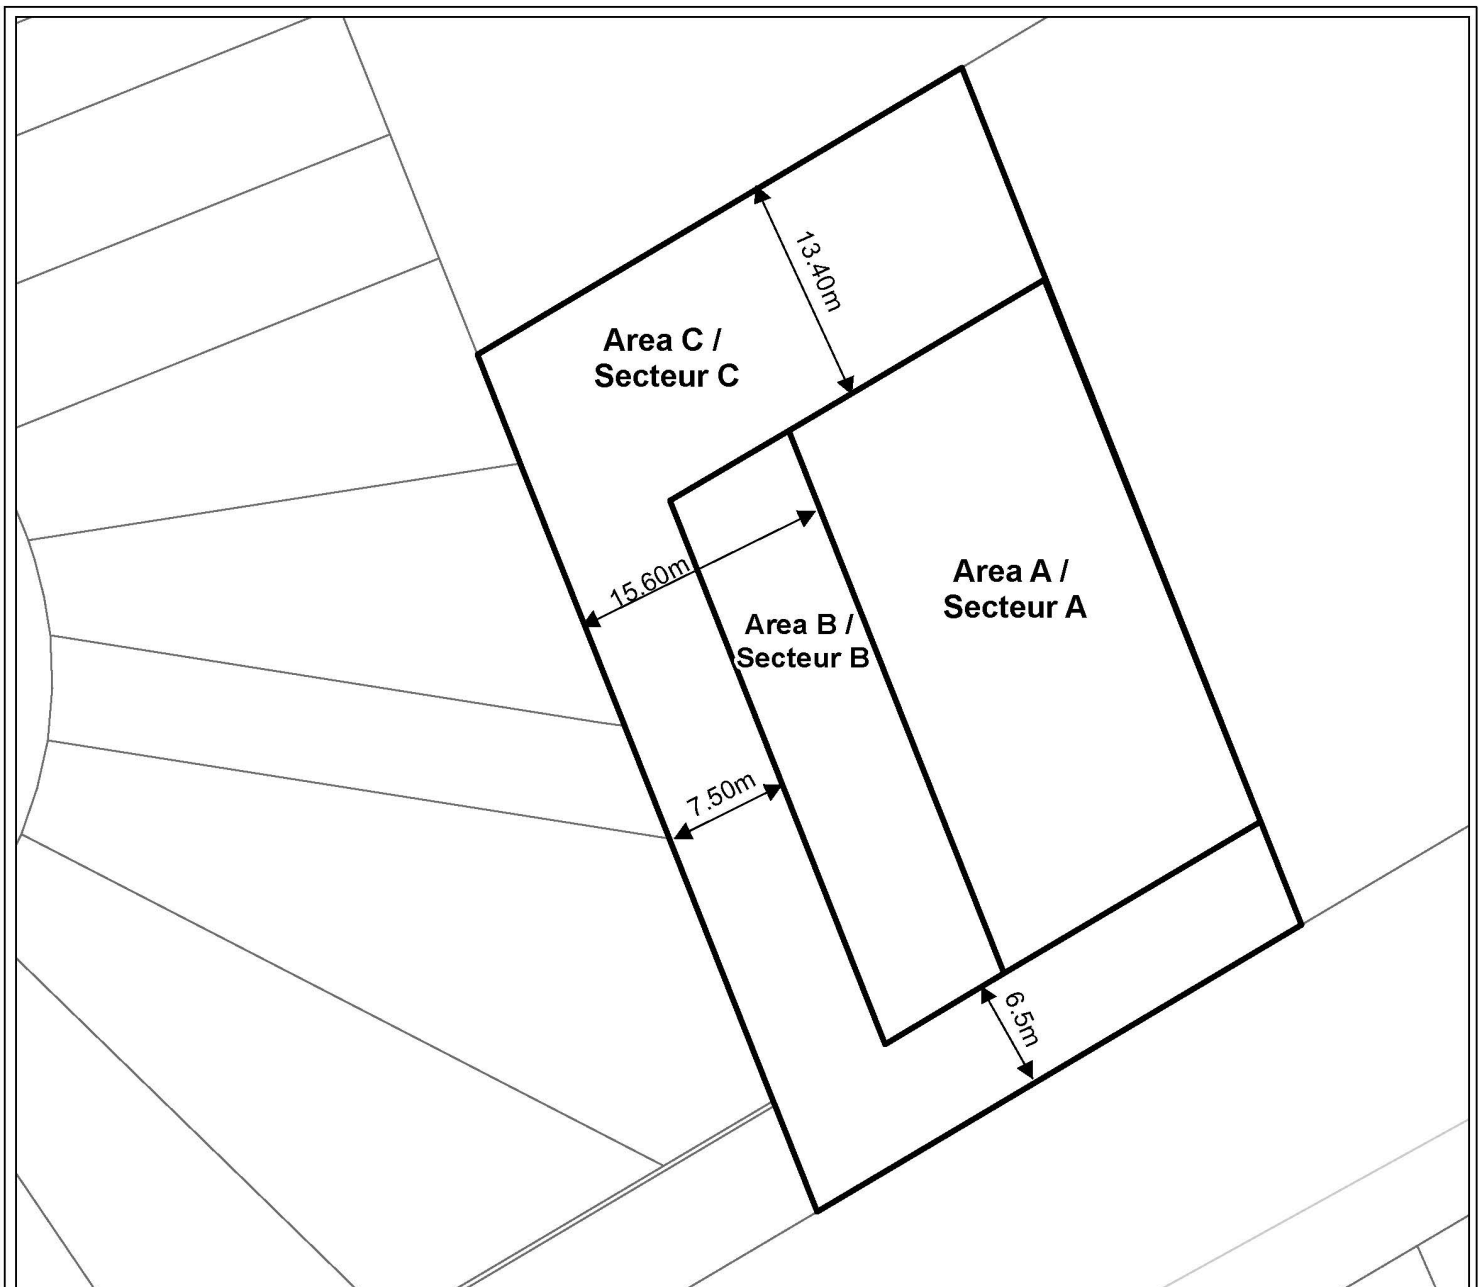 13.40m
Area C /
Secteur C
15.60m
Area A /
Secteur A
Area B /
Secteur B
7.50m
6.5m